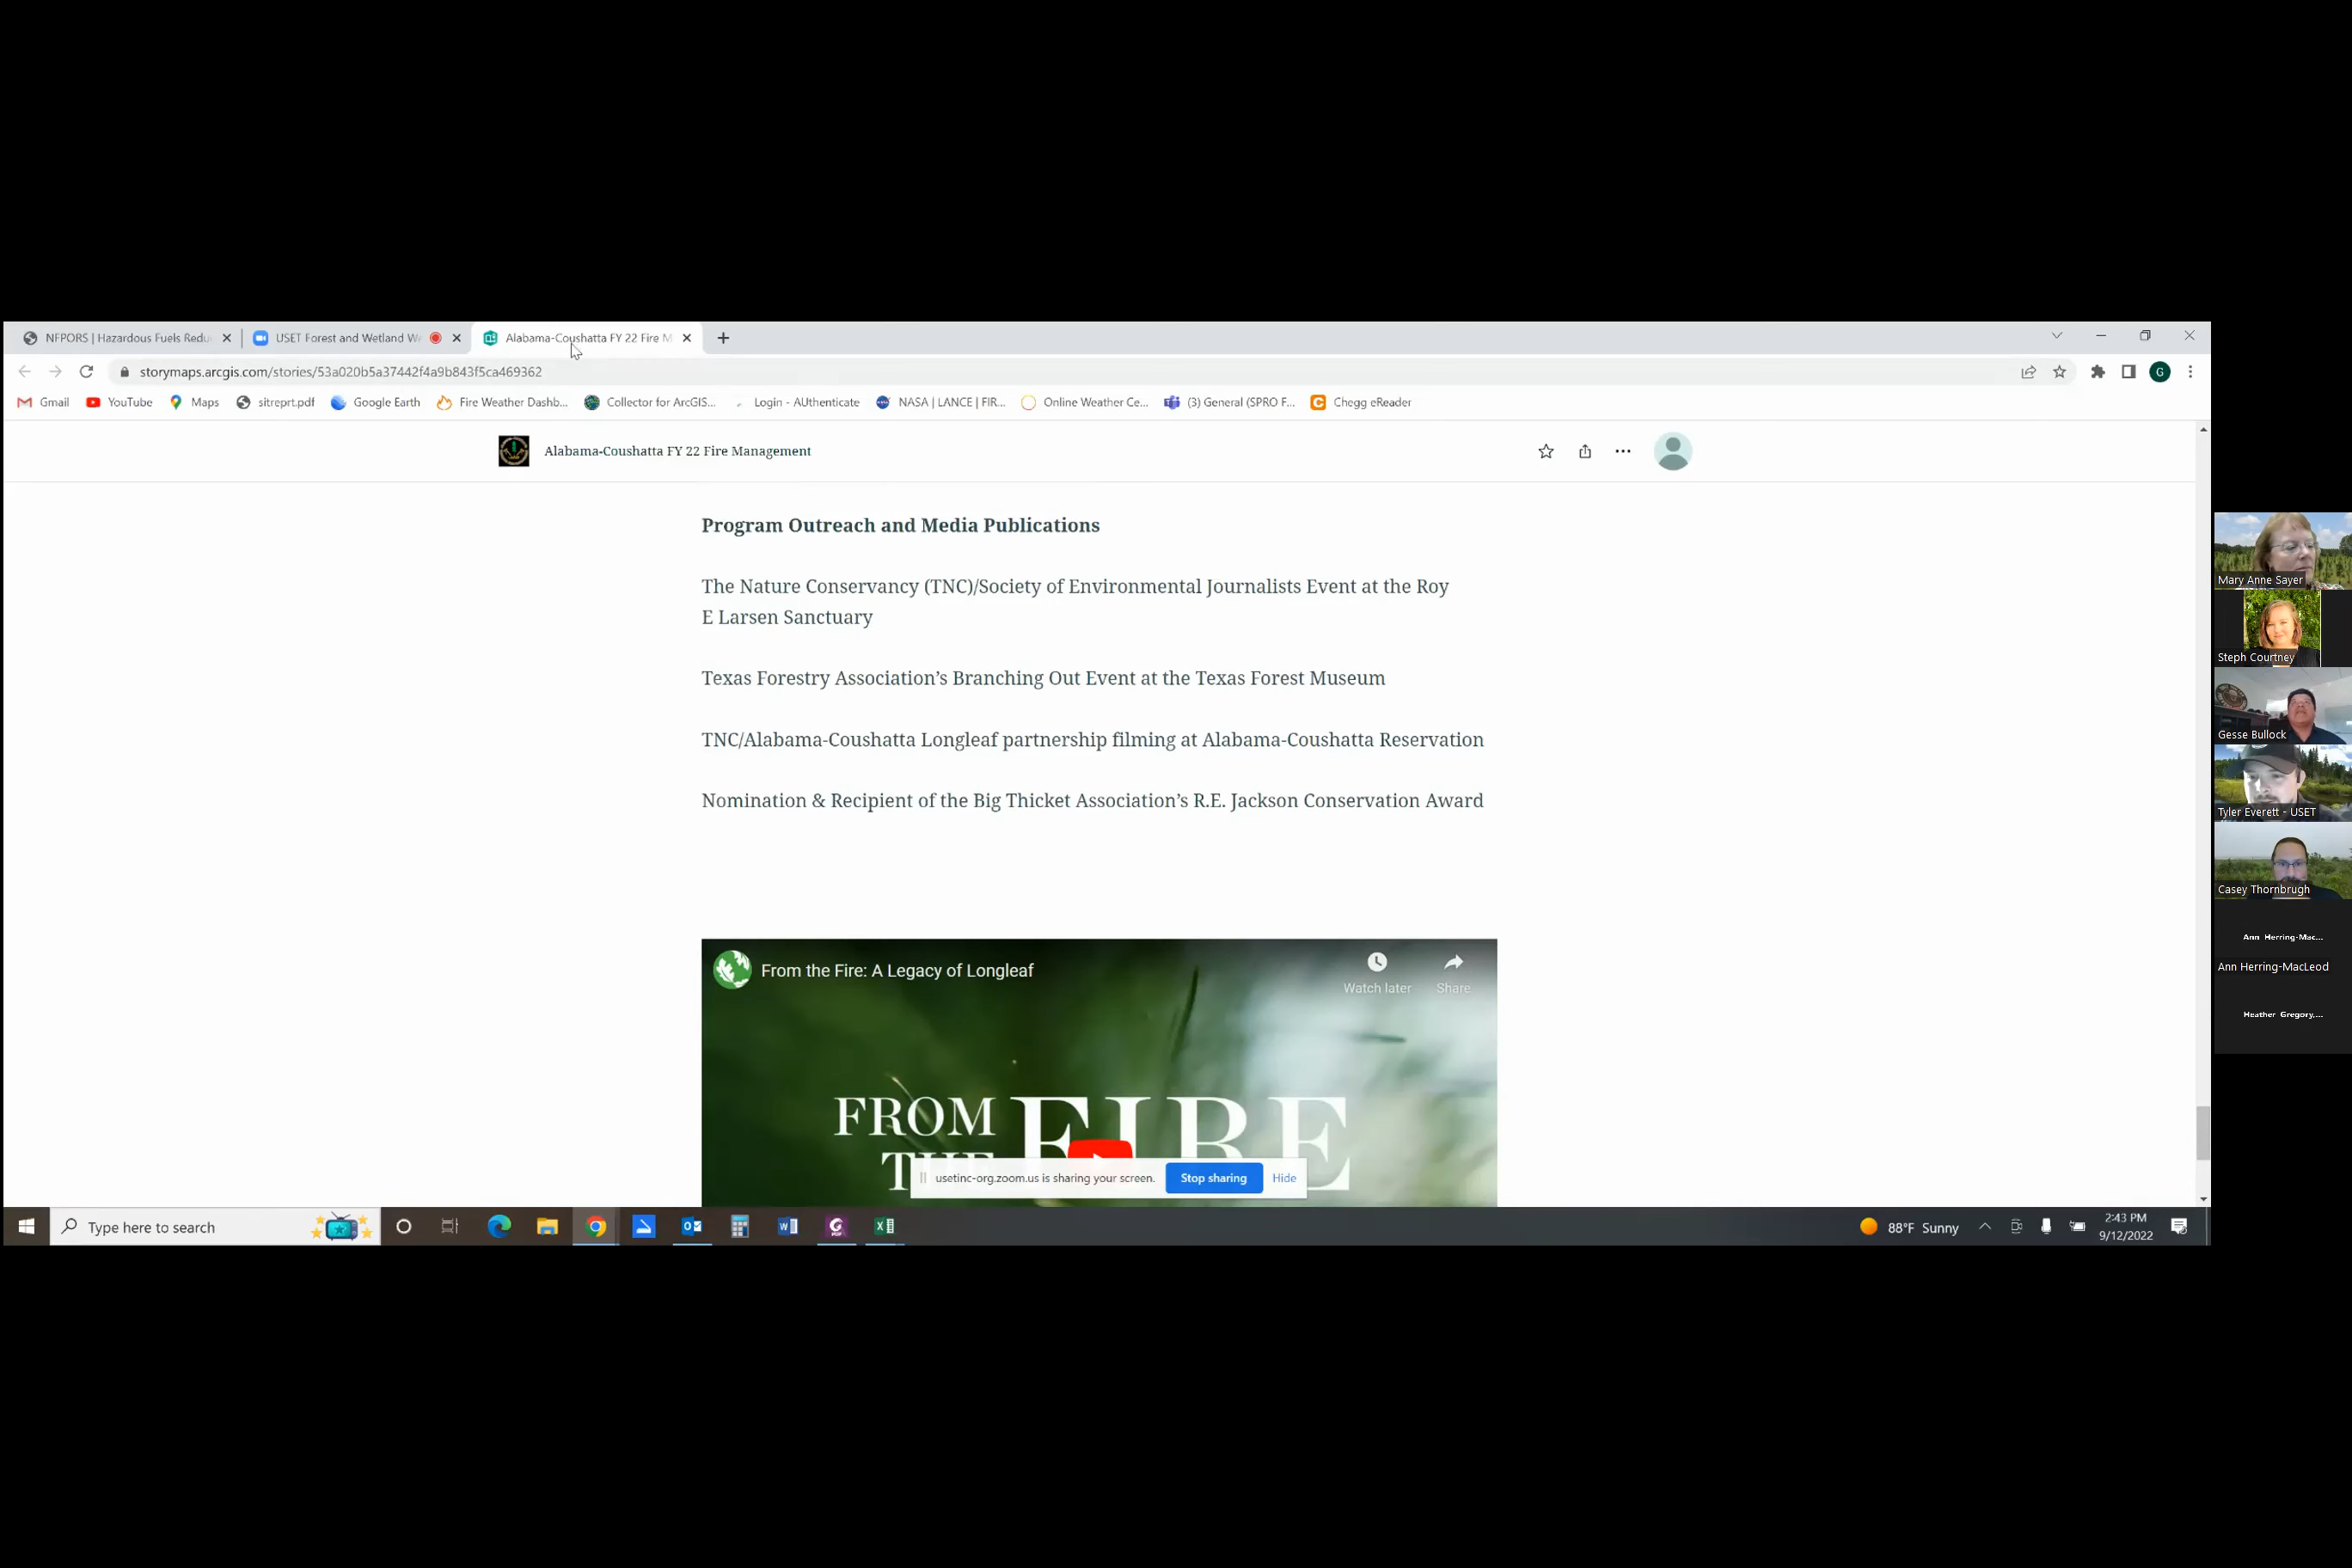 NFPORS | Hazardous Fuels Redu
USET Forest and Wetland W
Alabama-Coushatta FY 22 Fire M
storymaps.arcgis.com/stories/53a020b5a37442f4a9b843f5ca469362
G
Gmail
YouTube
Maps
sitreprt.pdf
Google Earth
Fire Weather Dashb...
Collector for ArcGIS...
Login - AUthenticate
NASA | LANCE | FIR...
Online Weather Ce...
(3) General (SPRO F...
Chegg eReader
Alabama-Coushatta FY 22 Fire Management
Program Outreach and Media Publications
The Nature Conservancy (TNC)/Society of Environmental Journalists Event at the Roy
E Larsen Sanctuary
Texas Forestry Association’s Branching Out Event at the Texas Forest Museum
TNC/Alabama-Coushatta Longleaf partnership filming at Alabama-Coushatta Reservation
Nomination & Recipient of the Big Thicket Association’s R.E. Jackson Conservation Award
From the Fire: A Legacy of Longleaf
Watch later
Share
FROM
THE
FIRE
usetinc-org.zoom.us is sharing your screen.
Stop sharing
Hide
Type here to search
88°F Sunny
2:43 PM
9/12/2022
Mary Anne Sayer
Steph Courtney
Gesse Bullock
Tyler Everett - USET
Casey Thornbrugh
Ann Herring-Mac...
Ann Herring-MacLeod
Heather Gregory,...